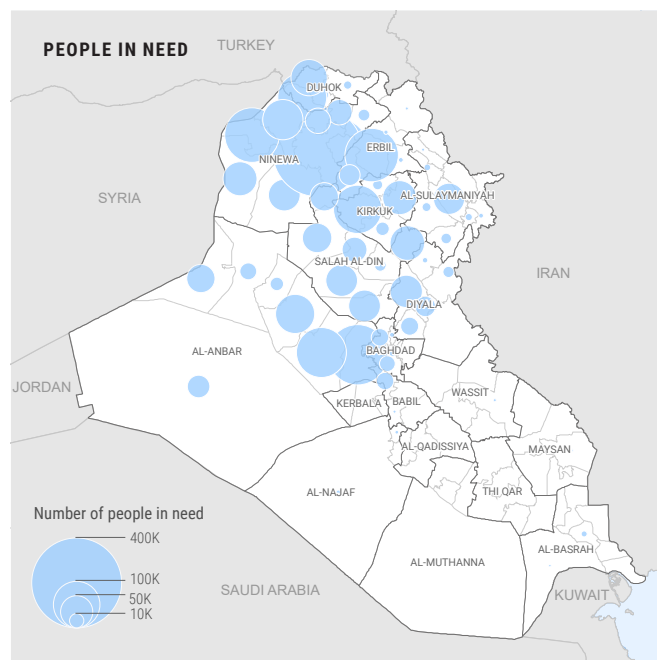 PEOPLE IN NEED
TURKEY
DUHOK
ERBIL
NINEWA
SYRIA
AL-SULAYMANIYAH
KIRKUK
SALAH AL-DIN
IRAN
DIYALA
AL-ANBAR
BAGHDAD
JORDAN
WASSIT
KERBALA
BABIL
AL-QADISSIYA
MAYSAN
AL-NAJAF
THI QAR
Number of people in need
400K
AL-BASRAH
AL-MUTHANNA
100K
SAUDI ARABIA
KUWAIT
50K
10K